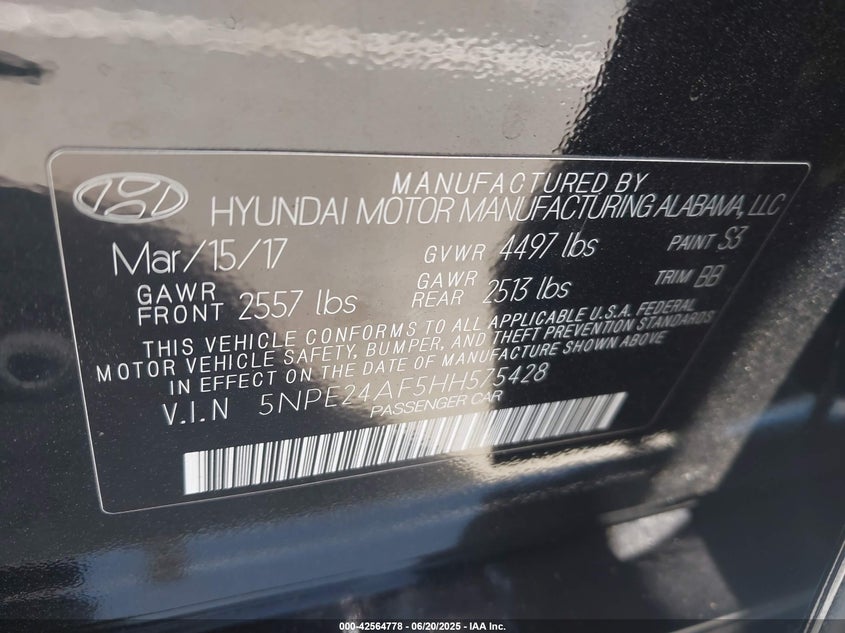 MANUFACTURED BY
HYUNDAI MOTOR MANUFACTURING ALABAMA, LLC
Mar/15/17 GVWR 4497 lbs PAINT S3
GAWR FRONT 2557 lbs GAWR REAR 2513 lbs TRIM BB
THIS VEHICLE CONFORMS TO ALL APPLICABLE U.S.A. FEDERAL
MOTOR VEHICLE SAFETY, BUMPER, AND THEFT PREVENTION STANDARDS
IN EFFECT ON THE DATE OF MANUFACTURE SHOWN ABOVE
V.I.N 5NPE24AF5HH575428
PASSENGER CAR
000-42564778 - 06/20/2025 - IAA Inc.